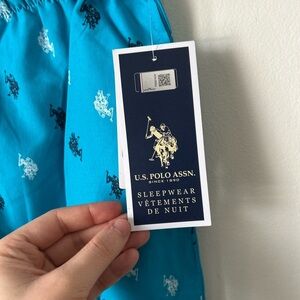 U.S. POLO ASSN.
SINCE 1890
SLEEPWEAR
VÊTEMENTS
DE NUIT